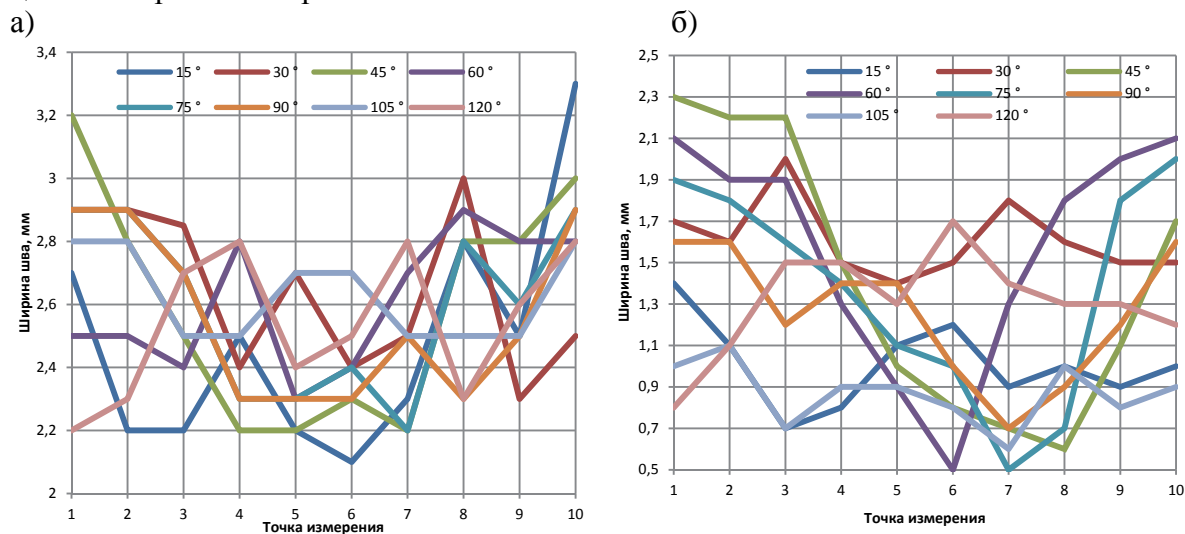 а)
3,4
3,2
3
2,8
2,6
2,4
2,2
2
Ширина шва, мм
15 ° 30 ° 45 ° 60 °
75 ° 90 ° 105 ° 120 °
1 2 3 4 5 6 7 8 9 10
Точка измерения
б)
2,5
2,3
2,1
1,9
1,7
1,5
1,3
1,1
0,9
0,7
0,5
Ширина шва, мм
15 ° 30 ° 45 °
60 ° 75 ° 90 °
105 ° 120 °
1 2 3 4 5 6 7 8 9 10
Точка измерения